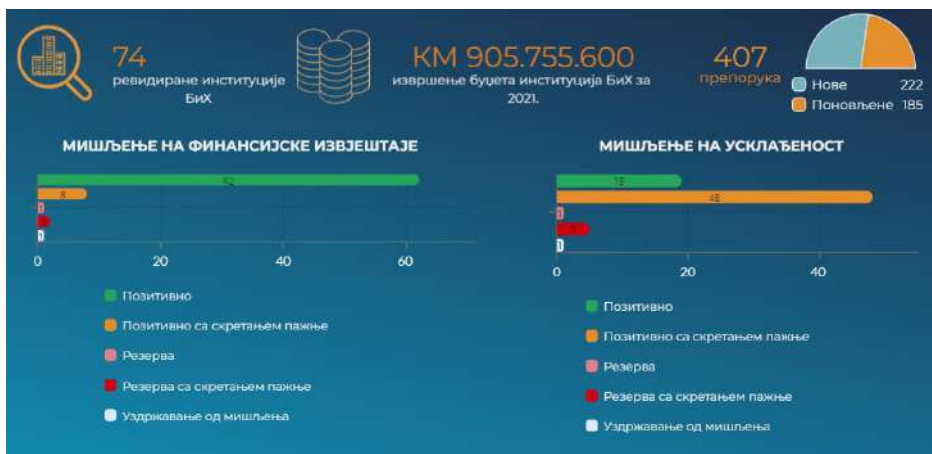 74
ревидиране институције
БиХ
КМ 905.755.600
извршење буџета институција БиХ за
2021.
407
препорука
Нове 222
Поновљене 185
МИШЉЕЊЕ НА ФИНАНСИЈСКЕ ИЗВЈЕШТАЈЕ
62
8
1
1
0 20 40 60
Позитивно
Позитивно са скретањем пажње
Резерва
Резерва са скретањем пажње
Уздржавање од мишљења
МИШЉЕЊЕ НА УСКЛАЂЕНОСТ
19
48
1
5
1
0 20 40
Позитивно
Позитивно са скретањем пажње
Резерва
Резерва са скретањем пажње
Уздржавање од мишљења